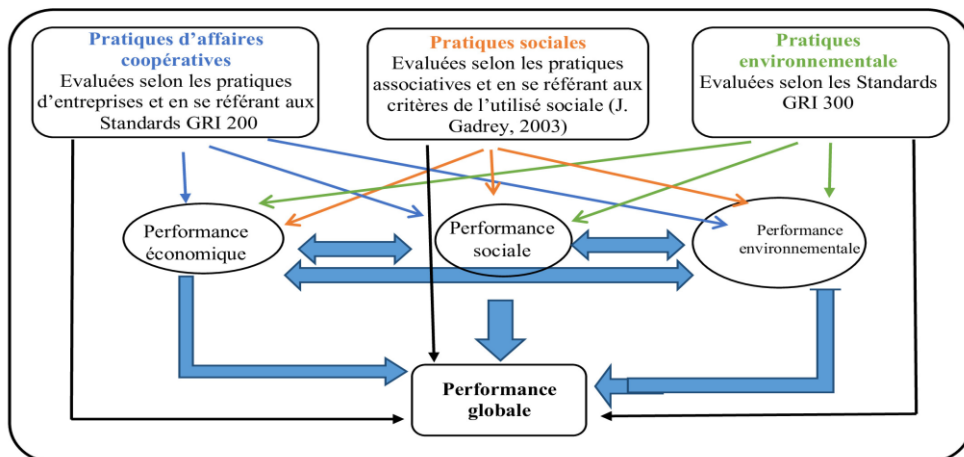 Pratiques d'affaires
coopératives
Evaluées selon les pratiques
d'entreprises et en se référant aux
Standards GRI 200
Pratiques sociales
Evaluées selon les pratiques
associatives et en se référant aux
critères de l'utilisé sociale (J.
Gadrey, 2003)
Pratiques
environnementale
Evaluées selon les Standards
GRI 300
Performance
économique
Performance
sociale
Performance
environnementale
Performance
globale